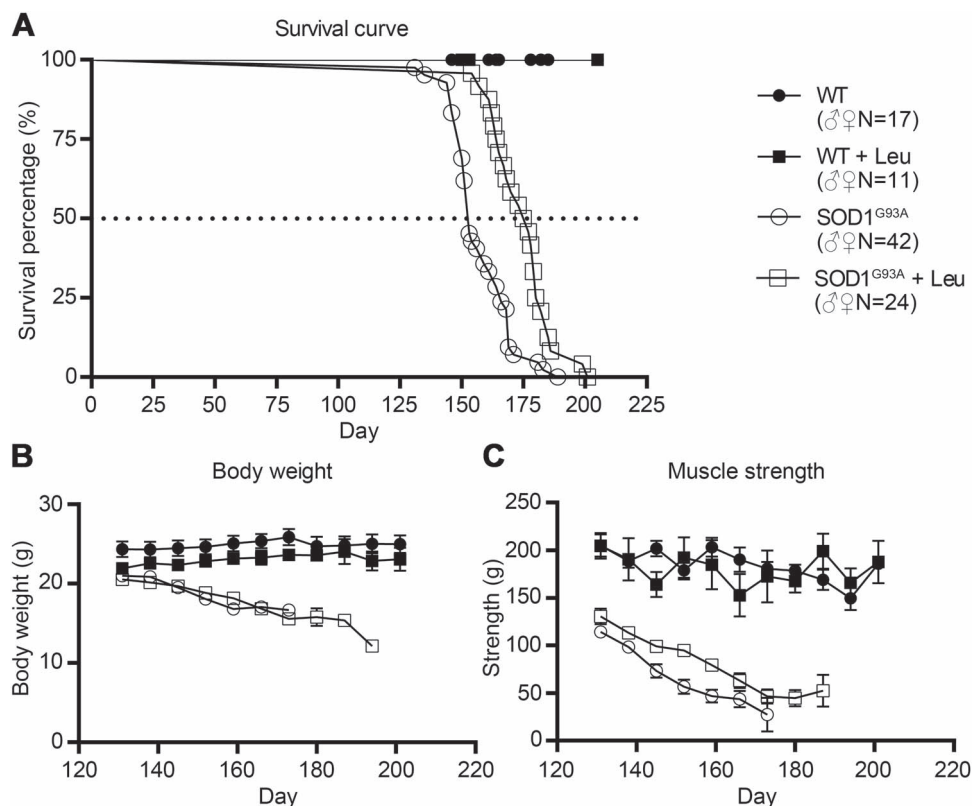 A
Survival curve
Survival percentage (%)
100
75
50
25
0
0 25 50 75 100 125 150 175 200 225
Day
WT
(♂♀N=17)
WT + Leu
(♂♀N=11)
SOD1G93A
(♂♀N=42)
SOD1G93A + Leu
(♂♀N=24)
B
Body weight
Body weight (g)
30
20
10
0
120 140 160 180 200 220
Day
C
Muscle strength
Strength (g)
250
200
150
100
50
0
120 140 160 180 200 220
Day